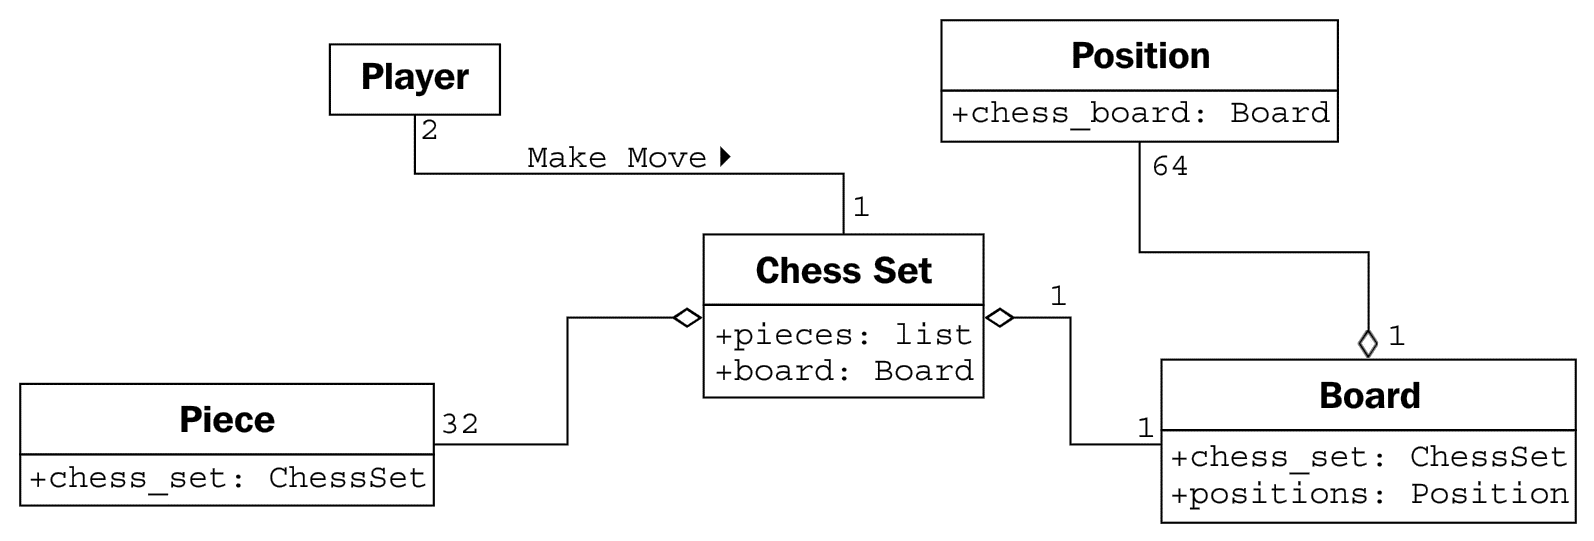 Player
2
Make Move
1
Position
+chess_board: Board
64
Chess Set
+pieces: list
+board: Board
1
1
1
Board
+chess_set: ChessSet
+positions: Position
Piece
+chess_set: ChessSet
32